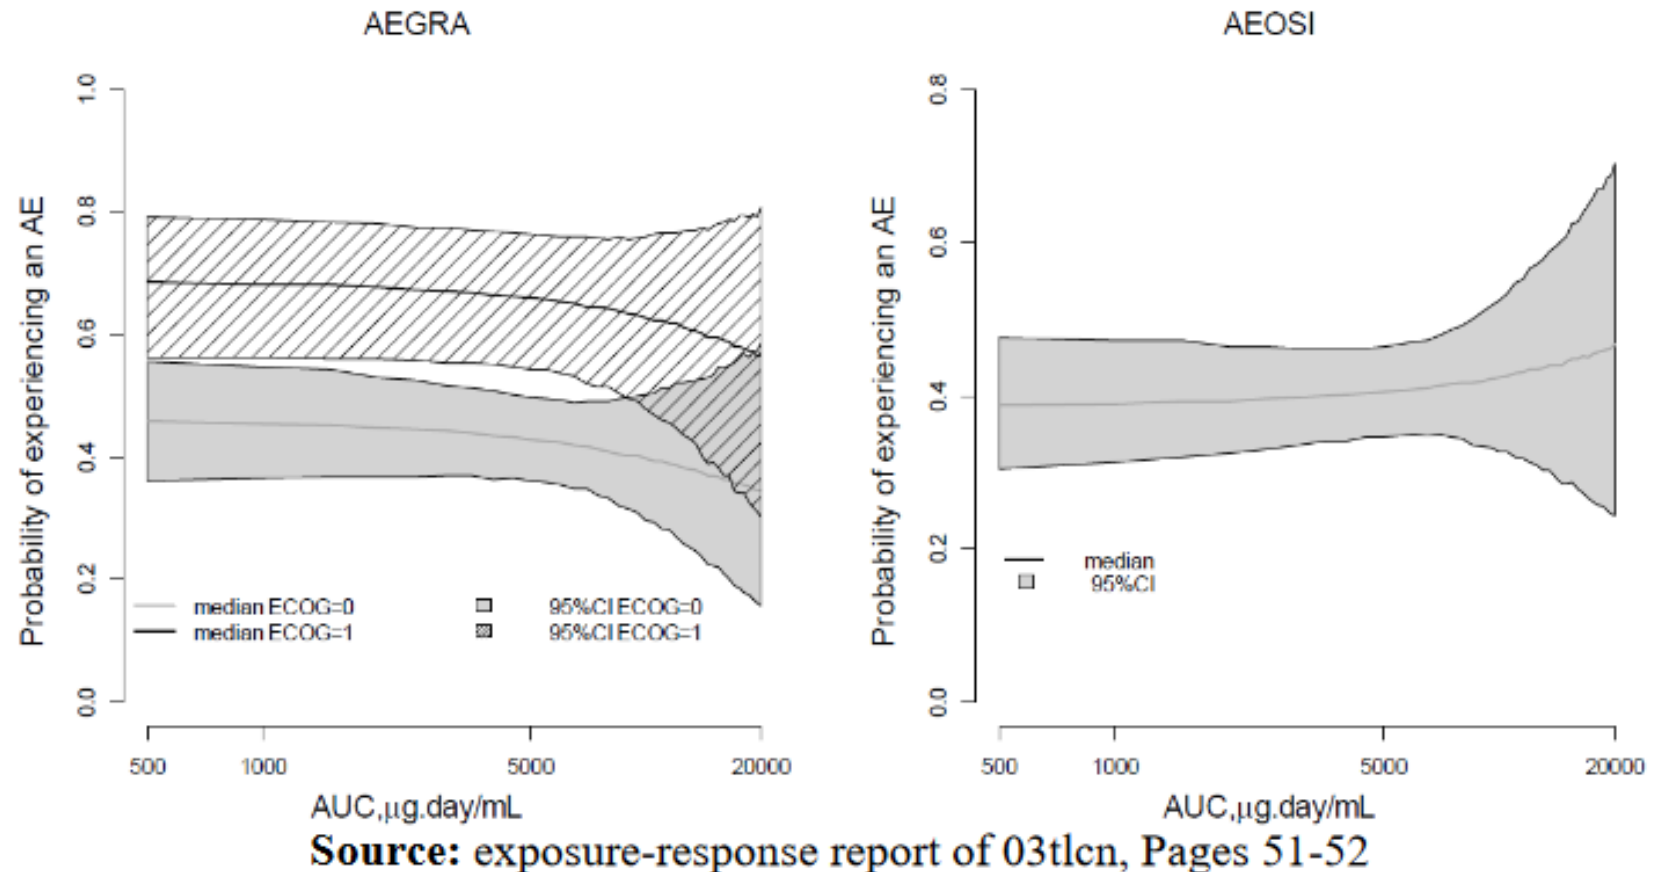 AEGRA
AEOSI
Probability of experiencing an AE
1.0
0.8
0.6
0.4
0.2
0.0
median ECOG=0
95%CI ECOG=0
median ECOG=1
95%CI ECOG=1
500
1000
5000
20000
AUC,μg.day/mL
Probability of experiencing an AE
0.8
0.6
0.4
0.2
0.0
median
95%CI
500
1000
5000
20000
AUC,μg.day/mL
Source: exposure-response report of 03tlcn, Pages 51-52